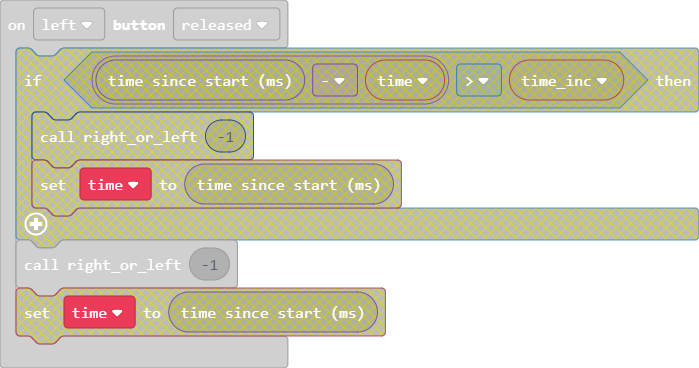 on left button released
if time since start (ms) - time > time_inc then
call right_or_left -1
set time to time since start (ms)
call right_or_left -1
set time to time since start (ms)